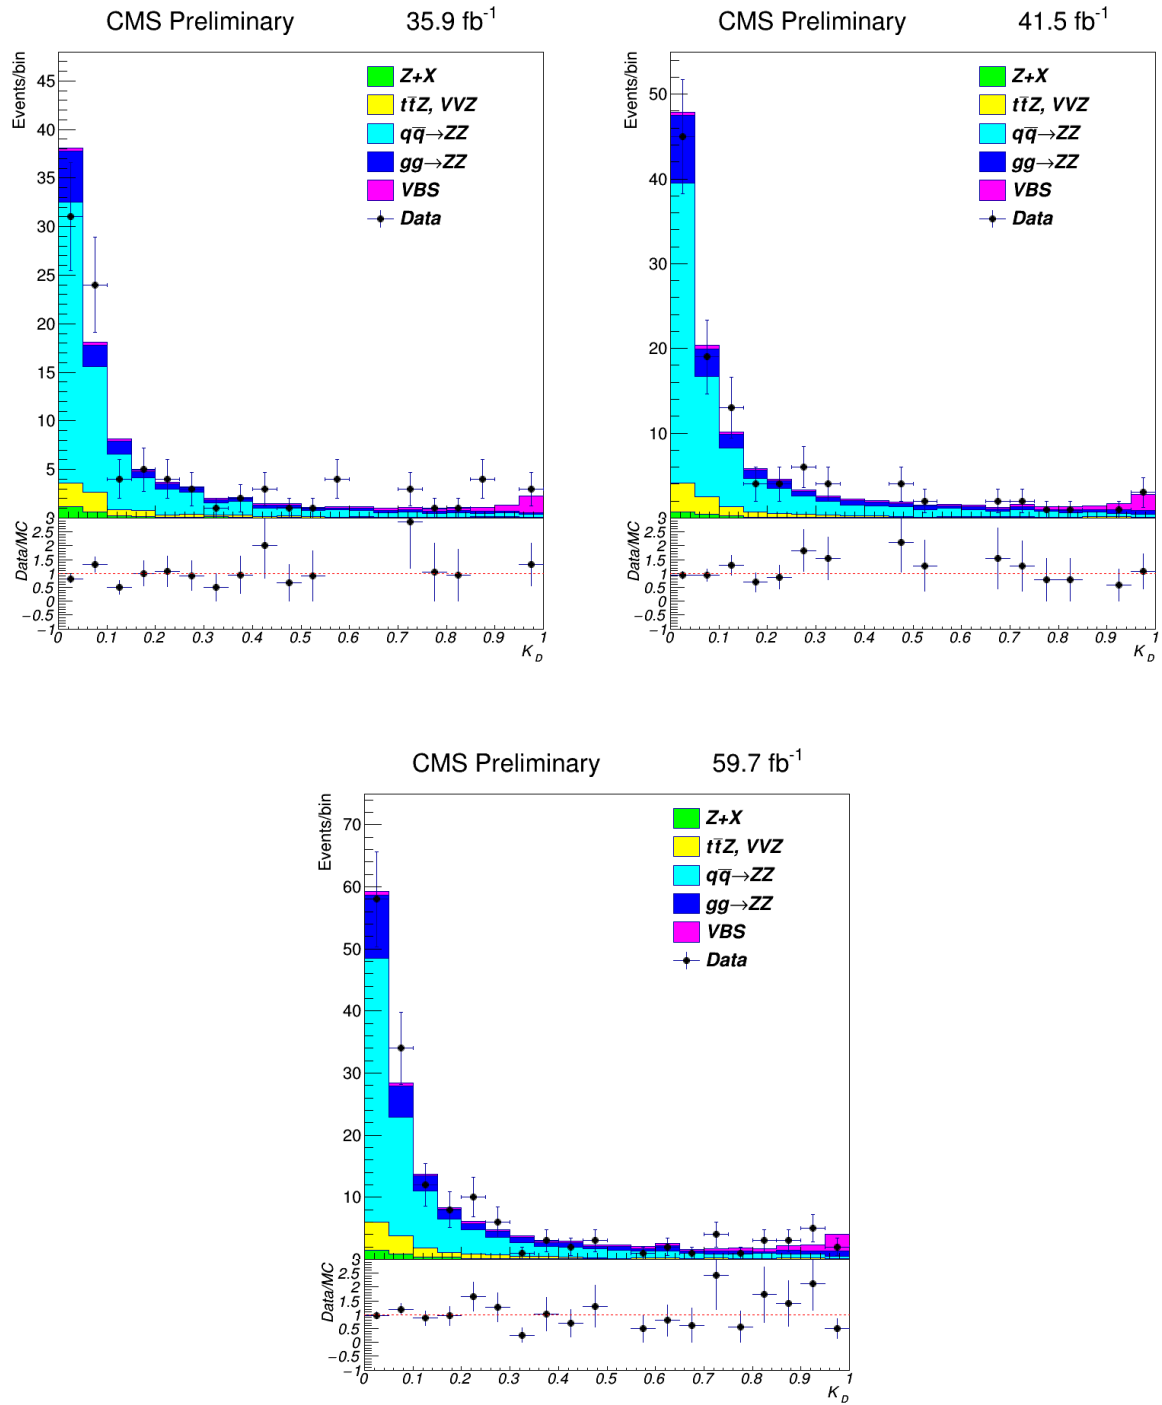 CMS Preliminary 35.9 fb⁻¹
Events/bin
45
40
35
30
25
20
15
10
5
Z+X
tt̅Z, VVZ
qq̅→ZZ
gg→ZZ
VBS
Data
Data/MC
3
2.5
2
1.5
1
0.5
0
−0.5
−1
0 0.1 0.2 0.3 0.4 0.5 0.6 0.7 0.8 0.9 1
K_D
CMS Preliminary 41.5 fb⁻¹
Events/bin
50
40
30
20
10
Z+X
tt̅Z, VVZ
qq̅→ZZ
gg→ZZ
VBS
Data
Data/MC
3
2.5
2
1.5
1
0.5
0
−0.5
−1
0 0.1 0.2 0.3 0.4 0.5 0.6 0.7 0.8 0.9 1
K_D
CMS Preliminary 59.7 fb⁻¹
Events/bin
70
60
50
40
30
20
10
Z+X
tt̅Z, VVZ
qq̅→ZZ
gg→ZZ
VBS
Data
Data/MC
3
2.5
2
1.5
1
0.5
0
−0.5
−1
0 0.1 0.2 0.3 0.4 0.5 0.6 0.7 0.8 0.9 1
K_D